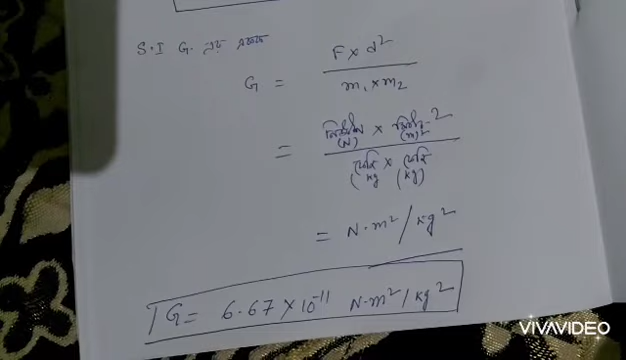 S.I G. এর একক
G = F × d² / m₁ × m₂
= নিউটন (N) × মিটার² (m)² / কেজি (kg) × কেজি (kg)
= N.m² / kg²
G = 6.67 × 10⁻¹¹ N.m² / kg²
VIVAVIDEO